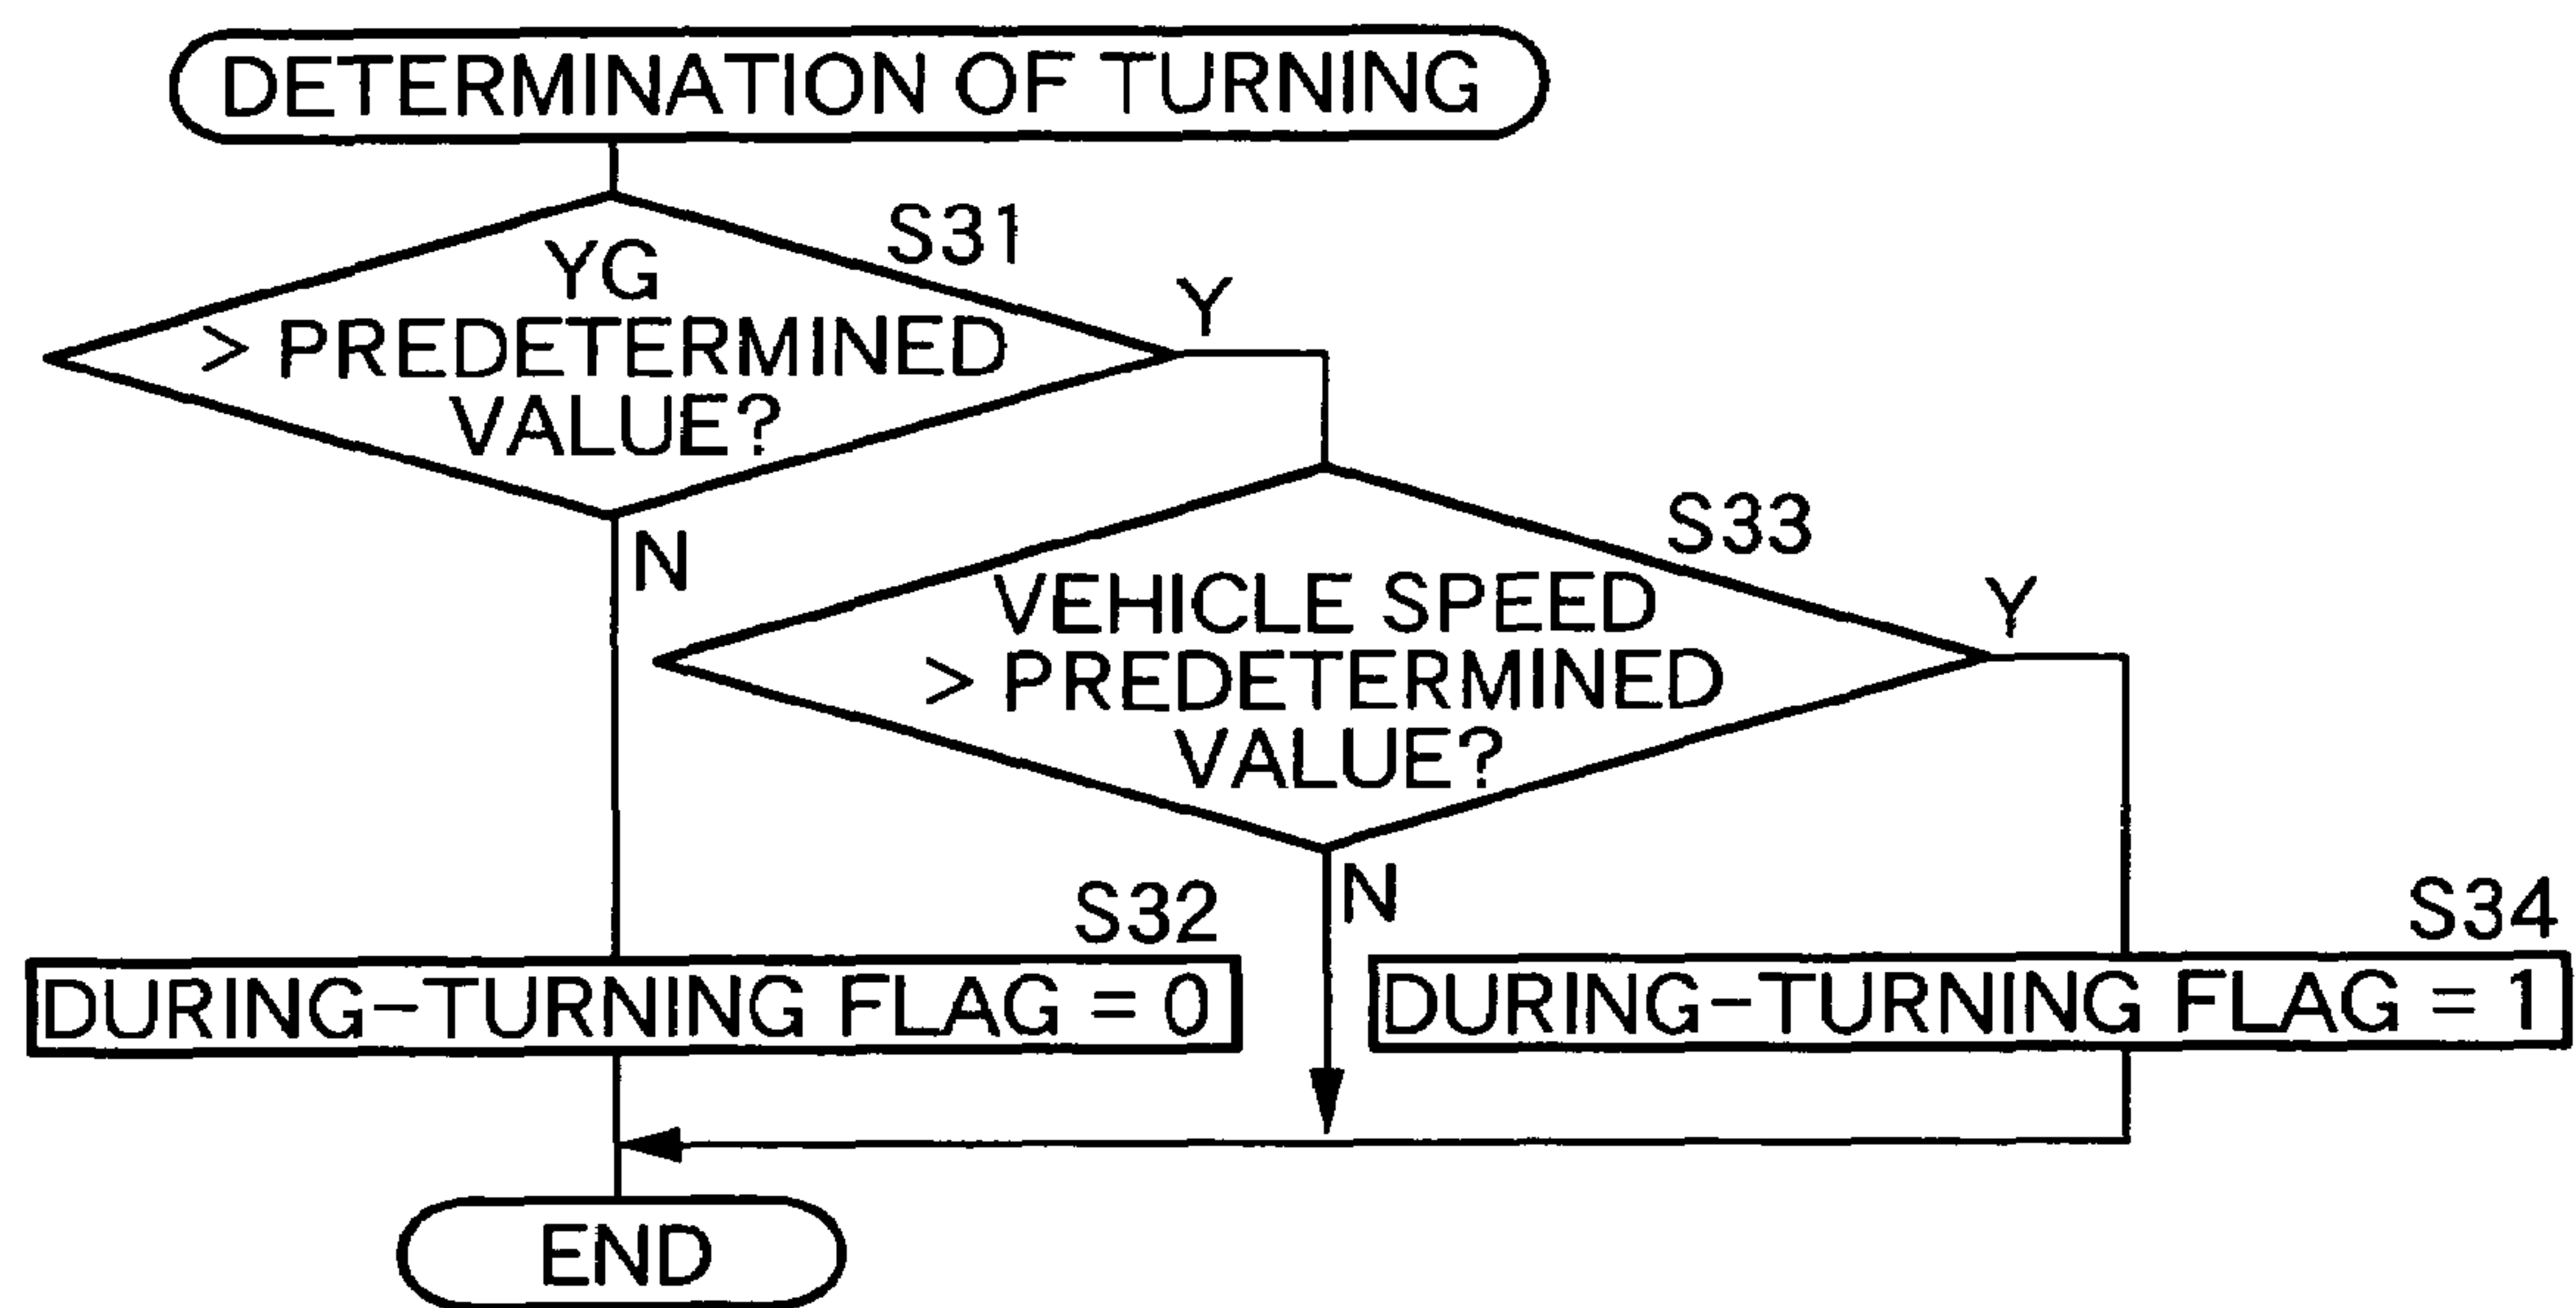 DETERMINATION OF TURNING
S31
YG
> PREDETERMINED
VALUE?
Y
N
S33
VEHICLE SPEED
> PREDETERMINED
VALUE?
Y
N
S32
DURING-TURNING FLAG = 0
S34
DURING-TURNING FLAG = 1
END